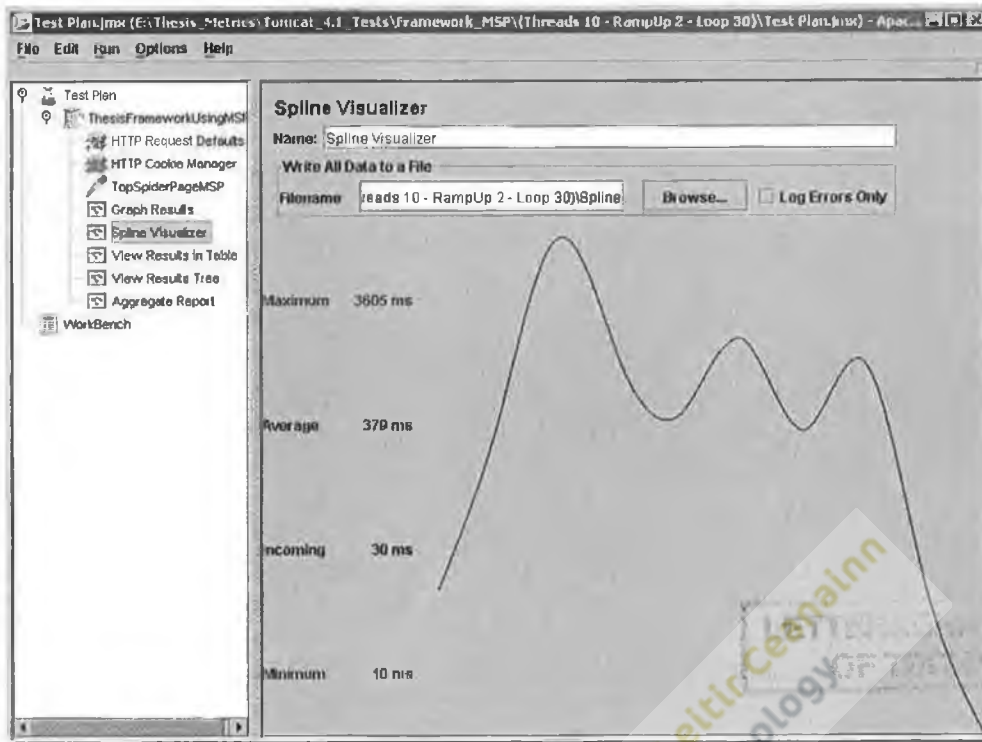 Test Plan.jmx (E:\Thesis_Metrics\Tomcat_4.1_Tests\Framework_MSP\(Threads 10 - RampUp 2 - Loop 30)\Test Plan.jmx) - Apac...
File Edit Run Options Help
Test Plan
ThesisFrameworkUsingMSI
HTTP Request Defaults
HTTP Cookie Manager
TopSpiderPageMSP
Graph Results
Spline Visualizer
View Results in Table
View Results Tree
Aggregate Report
WorkBench
Spline Visualizer
Name: Spline Visualizer
Write All Data to a File
Filename reads 10 - RampUp 2 - Loop 30)\Spline Browse... Log Errors Only
Maximum 3605 ms
Average 379 ms
Incoming 30 ms
Minimum 10 ms
eitir Ceanainn
ology